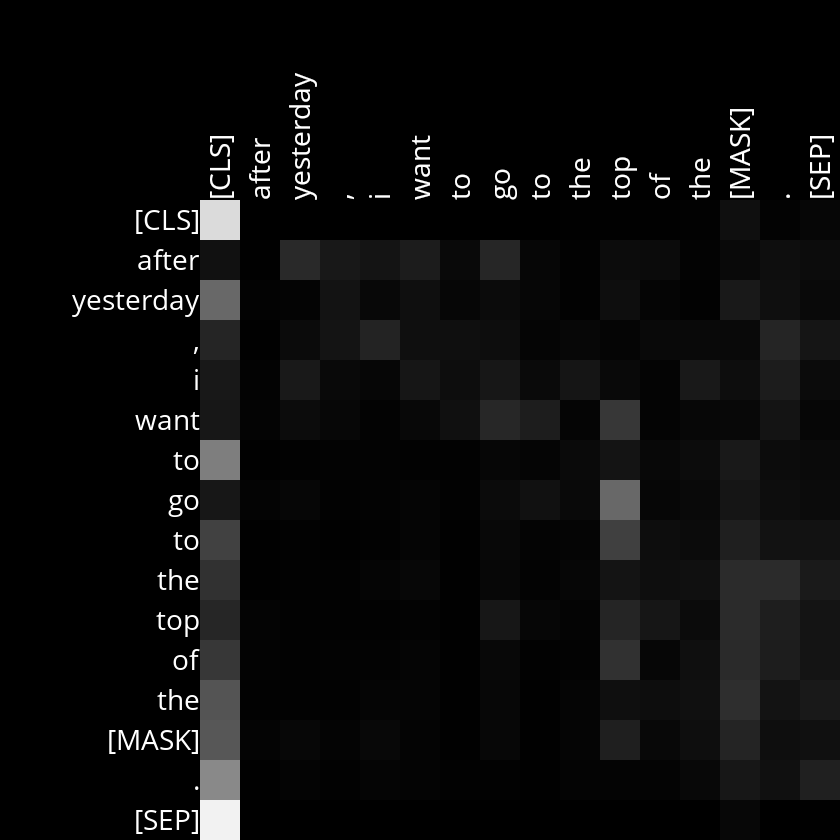 [CLS] after yesterday , i want to go to the top of the [MASK] . [SEP]
[CLS]
after
yesterday
,
i
want
to
go
to
the
top
of
the
[MASK]
.
[SEP]